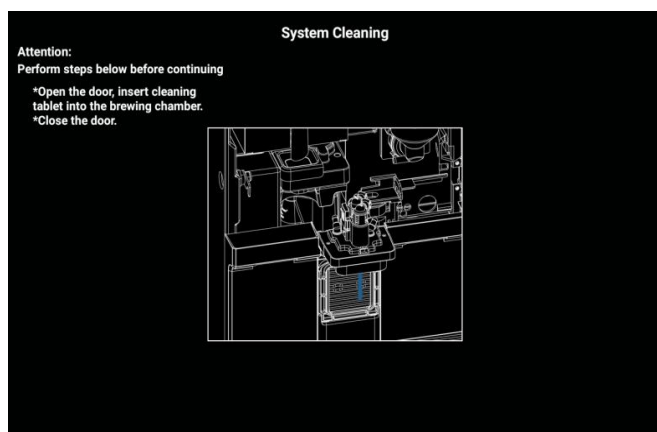 System Cleaning
Attention:
Perform steps below before continuing
*Open the door, insert cleaning
tablet into the brewing chamber.
*Close the door.